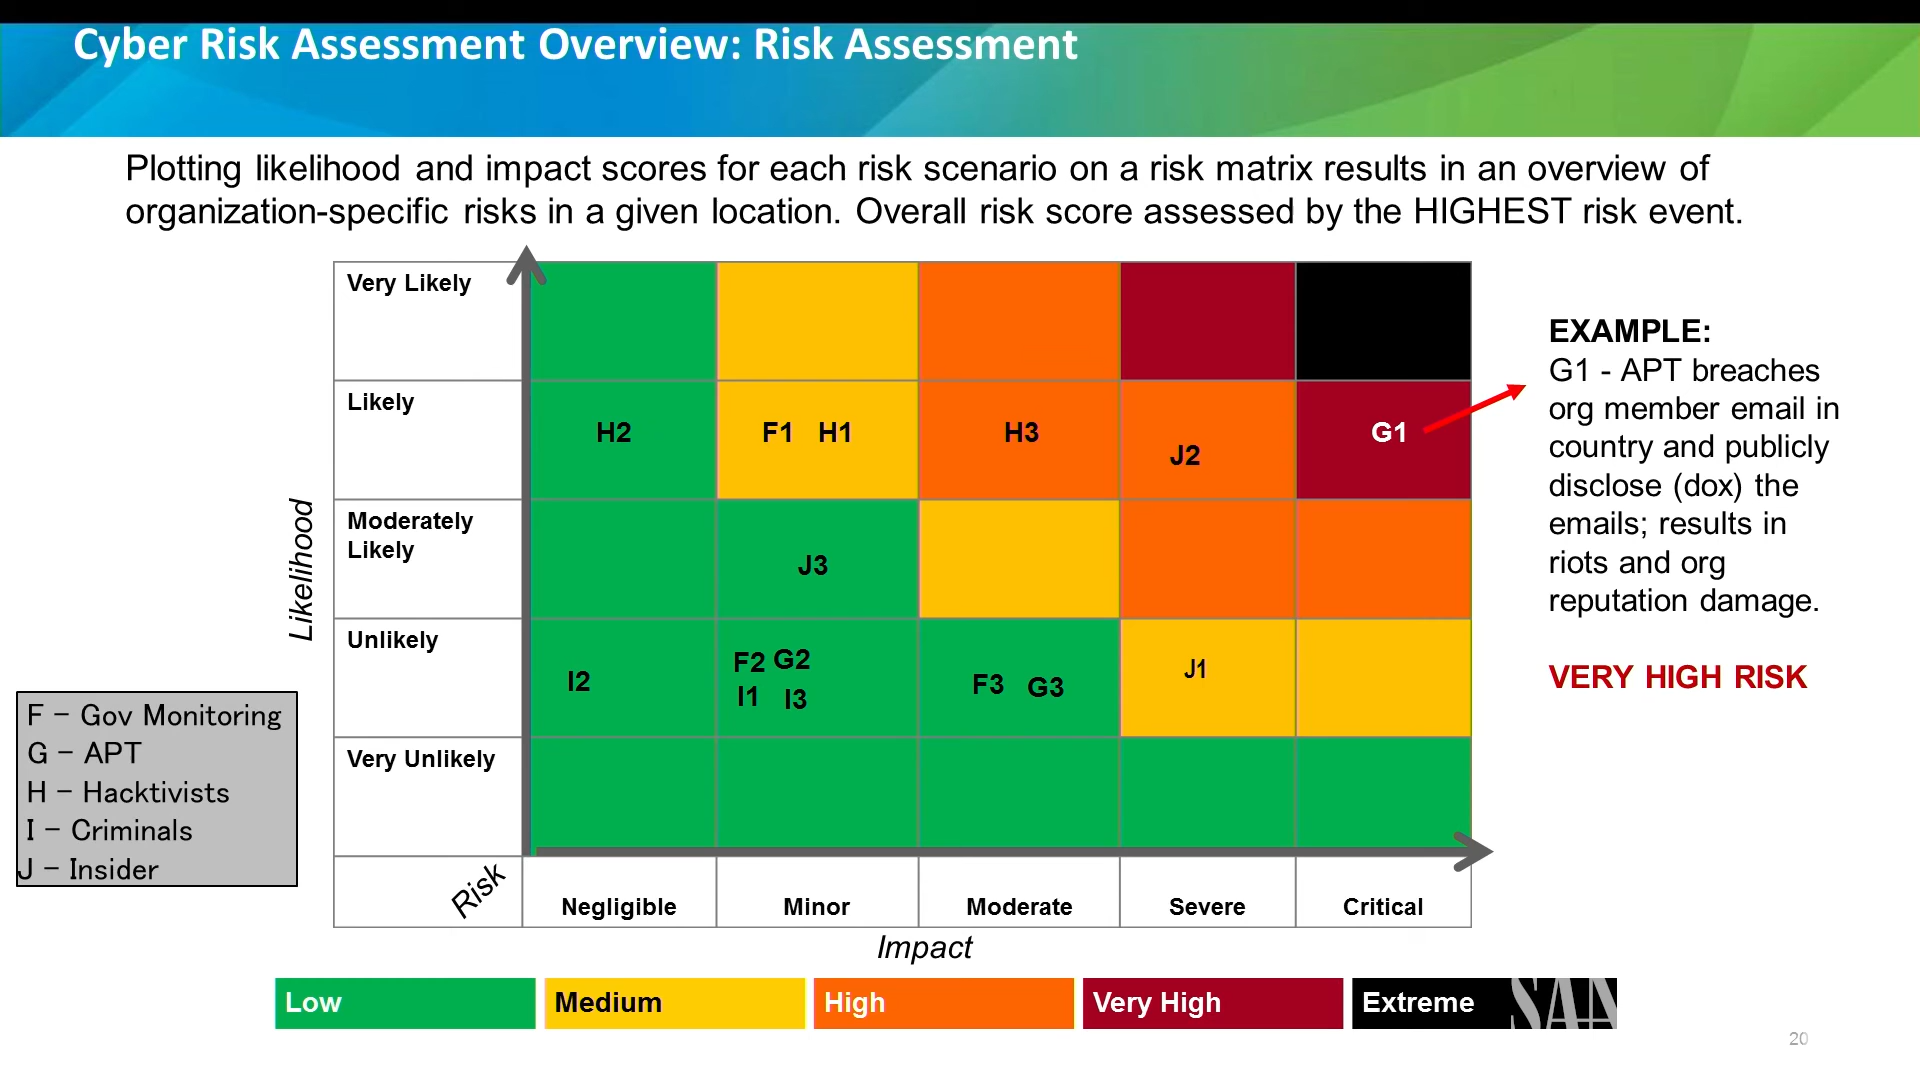 Cyber Risk Assessment Overview: Risk Assessment
Plotting likelihood and impact scores for each risk scenario on a risk matrix results in an overview of
organization-specific risks in a given location. Overall risk score assessed by the HIGHEST risk event.
Very Likely
Likely
H2
F1 H1
H3
J2
G1
Moderately
Likely
J3
Unlikely
I2
F2 G2
I1 I3
F3 G3
J1
Very Unlikely
Likelihood
Risk
Negligible
Minor
Moderate
Severe
Critical
Impact
EXAMPLE:
G1 - APT breaches
org member email in
country and publicly
disclose (dox) the
emails; results in
riots and org
reputation damage.
VERY HIGH RISK
F - Gov Monitoring
G - APT
H - Hacktivists
I - Criminals
J - Insider
Low
Medium
High
Very High
Extreme
SAN
20